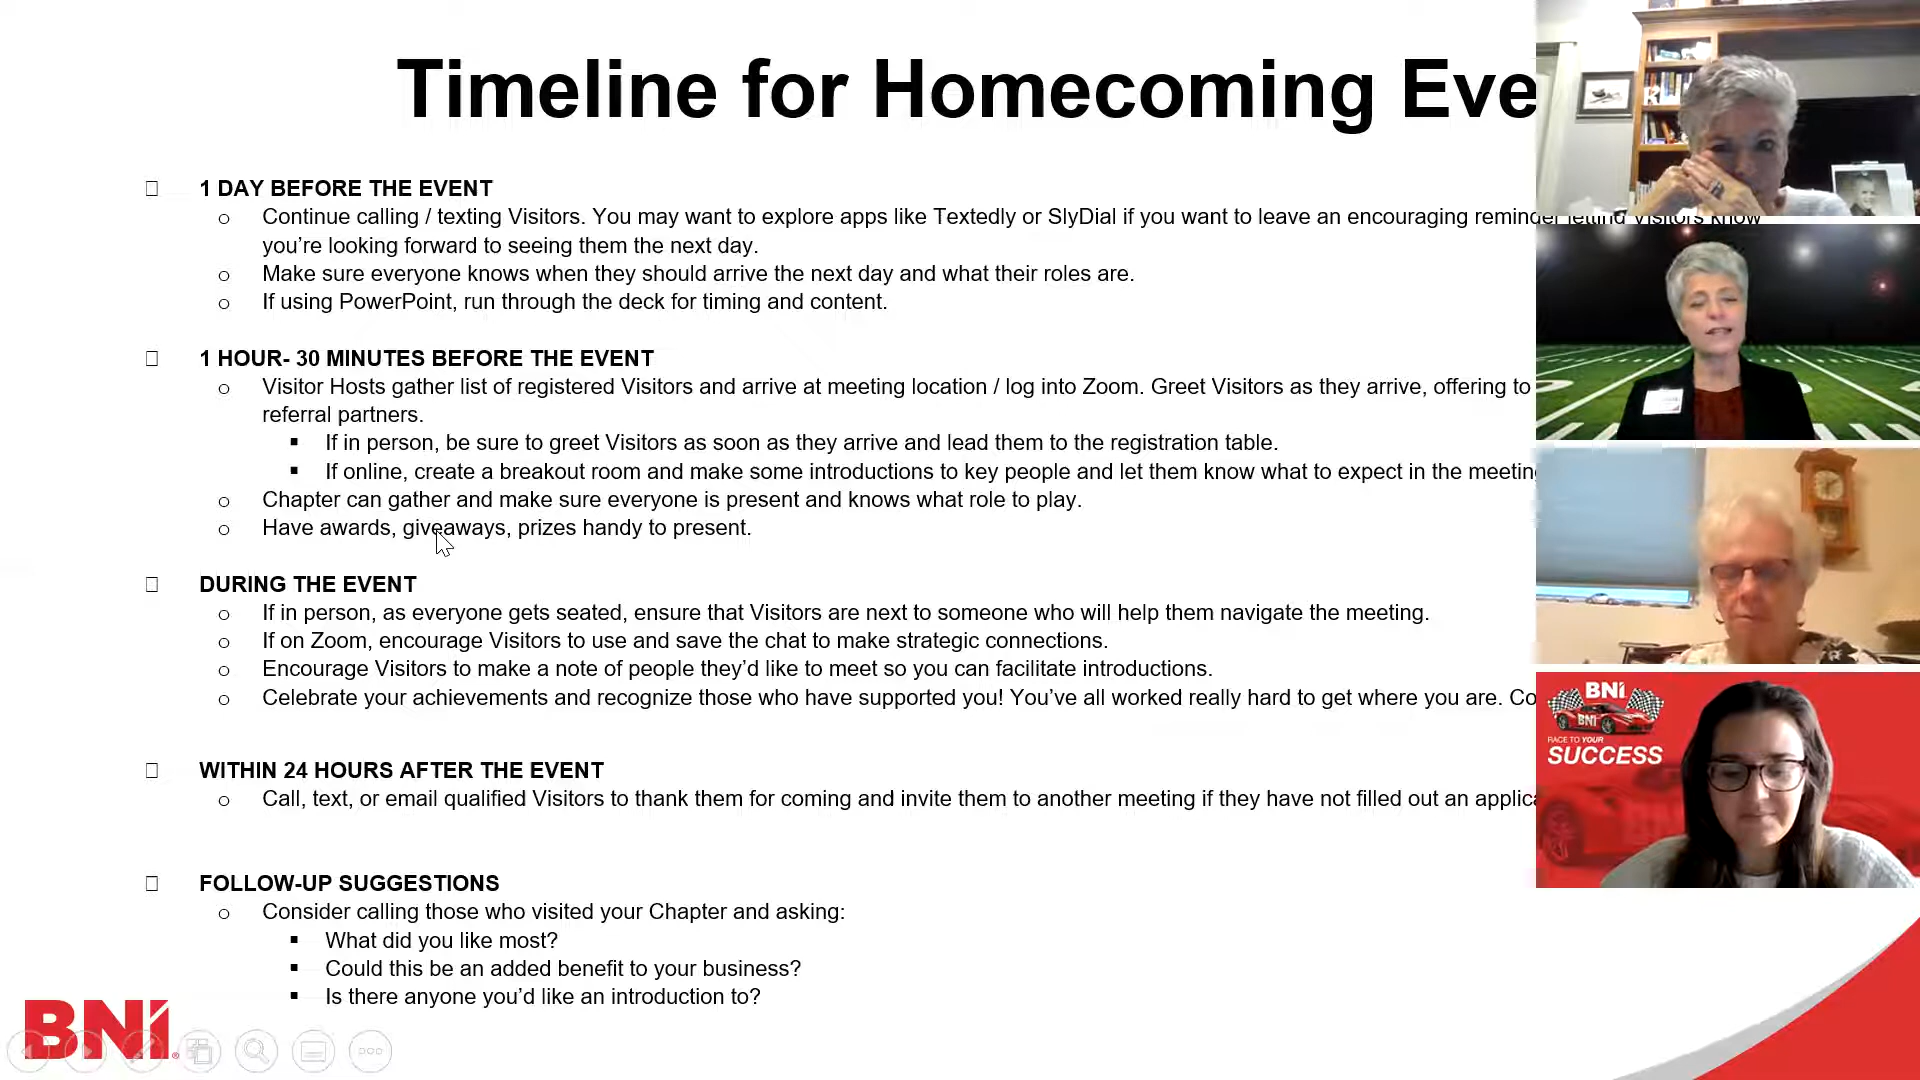 Timeline for Homecoming Eve
1 DAY BEFORE THE EVENT
o Continue calling / texting Visitors. You may want to explore apps like Textedly or SlyDial if you want to leave an encouraging reminder letting Visitors know
you’re looking forward to seeing them the next day.
o Make sure everyone knows when they should arrive the next day and what their roles are.
o If using PowerPoint, run through the deck for timing and content.
1 HOUR- 30 MINUTES BEFORE THE EVENT
o Visitor Hosts gather list of registered Visitors and arrive at meeting location / log into Zoom. Greet Visitors as they arrive, offering to
referral partners.
▪ If in person, be sure to greet Visitors as soon as they arrive and lead them to the registration table.
▪ If online, create a breakout room and make some introductions to key people and let them know what to expect in the meeting
o Chapter can gather and make sure everyone is present and knows what role to play.
o Have awards, giveaways, prizes handy to present.
DURING THE EVENT
o If in person, as everyone gets seated, ensure that Visitors are next to someone who will help them navigate the meeting.
o If on Zoom, encourage Visitors to use and save the chat to make strategic connections.
o Encourage Visitors to make a note of people they’d like to meet so you can facilitate introductions.
o Celebrate your achievements and recognize those who have supported you! You’ve all worked really hard to get where you are. Co
WITHIN 24 HOURS AFTER THE EVENT
o Call, text, or email qualified Visitors to thank them for coming and invite them to another meeting if they have not filled out an applica
FOLLOW-UP SUGGESTIONS
o Consider calling those who visited your Chapter and asking:
▪ What did you like most?
▪ Could this be an added benefit to your business?
▪ Is there anyone you’d like an introduction to?
BNI
BNI
BNI
RACE TO YOUR
SUCCESS